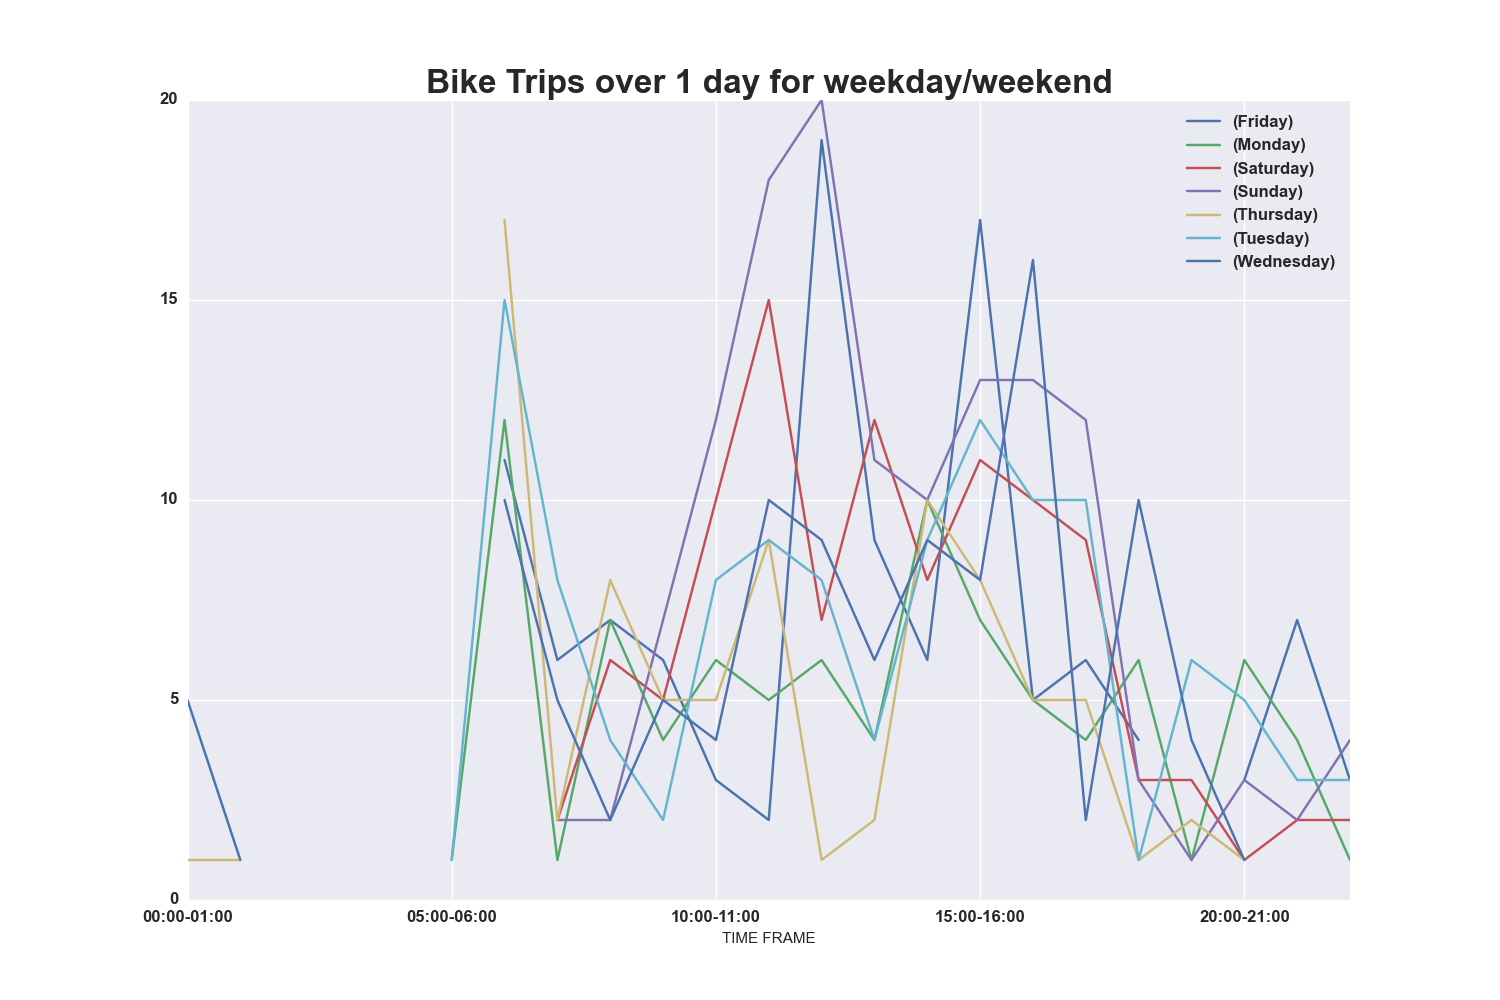 Bike Trips over 1 day for weekday/weekend
20
15
10
5
0
(Friday)
(Monday)
(Saturday)
(Sunday)
(Thursday)
(Tuesday)
(Wednesday)
00:00-01:00 05:00-06:00 10:00-11:00 15:00-16:00 20:00-21:00
TIME FRAME